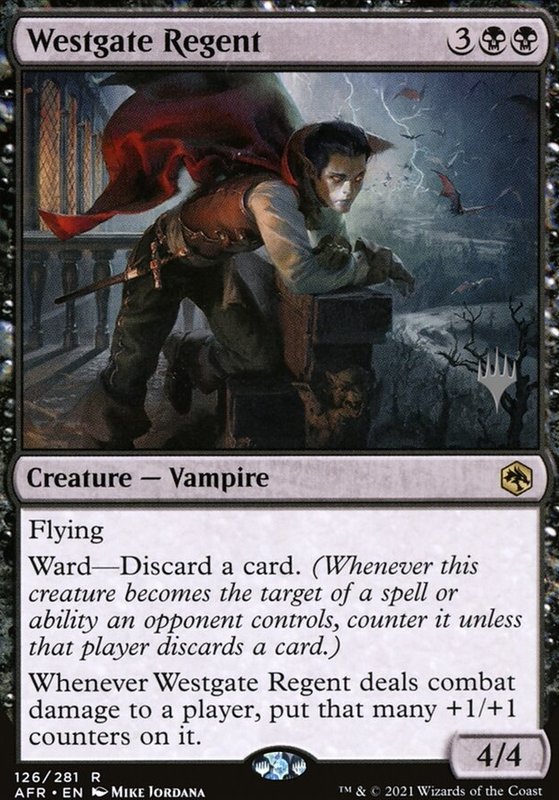 Westgate Regent 3
Creature — Vampire
Flying
Ward—Discard a card. (Whenever this
creature becomes the target of a spell or
ability an opponent controls, counter it unless
that player discards a card.)
Whenever Westgate Regent deals combat
damage to a player, put that many +1/+1
counters on it.
4/4
126/281 R
AFR • EN Mike Jordana
™ & © 2021 Wizards of the Coast